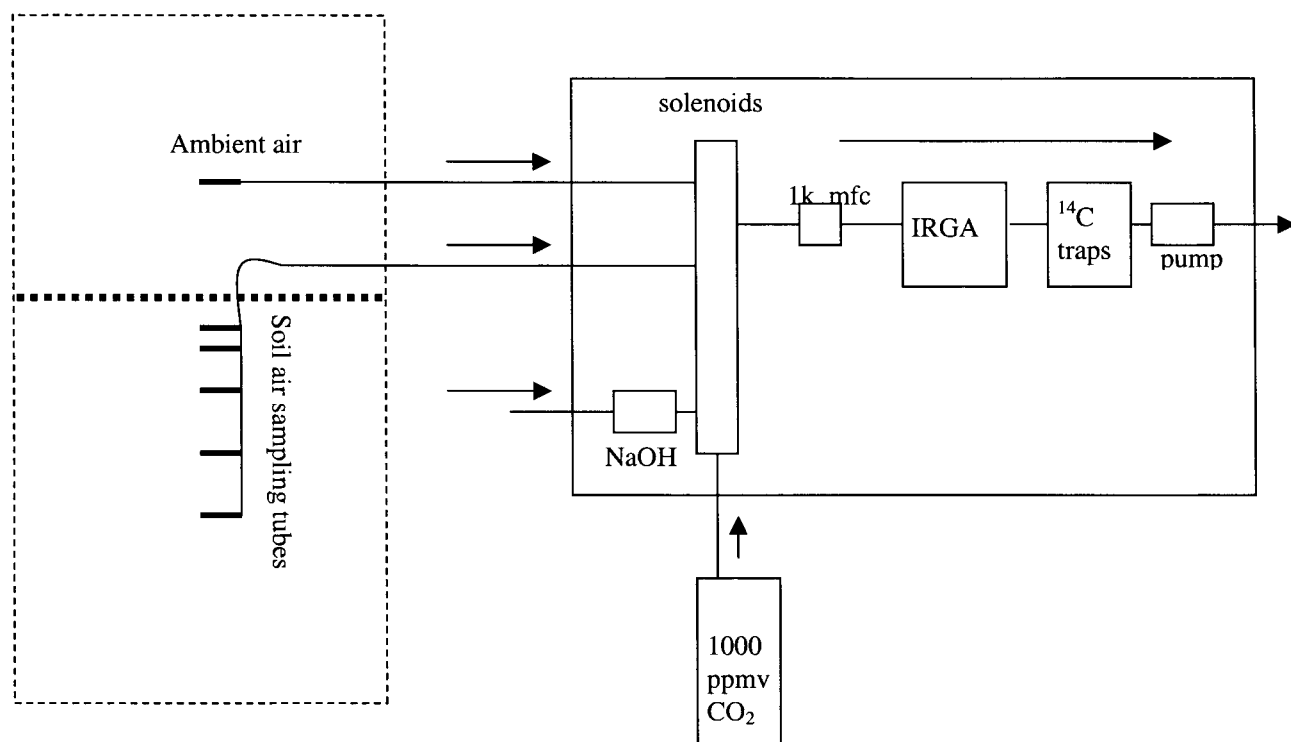 solenoids
Ambient air
1k mfc
IRGA
¹⁴C
traps
pump
Soil air sampling tubes
NaOH
1000
ppmv
CO₂